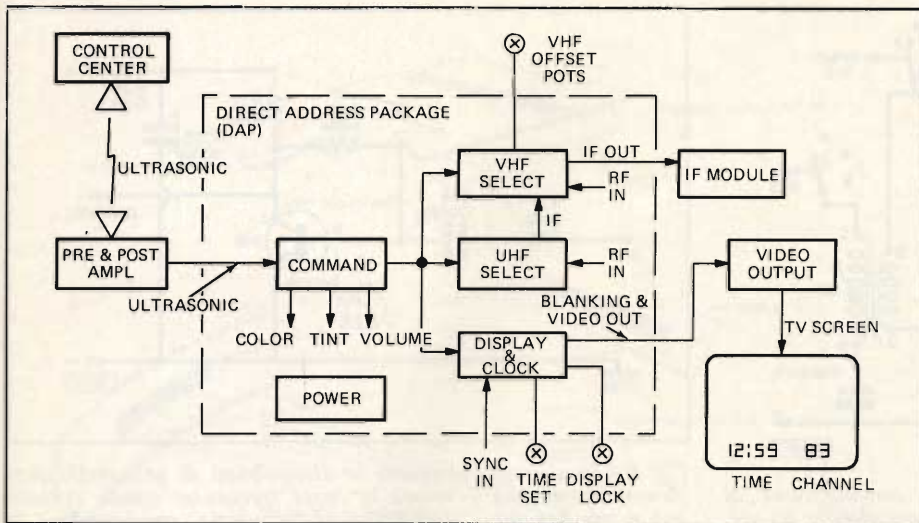 CONTROL
CENTER
ULTRASONIC
PRE & POST
AMPL
ULTRASONIC
DIRECT ADDRESS PACKAGE
(DAP)
COMMAND
COLOR TINT VOLUME
POWER
VHF
OFFSET
POTS
VHF
SELECT
IF OUT
RF
IN
IF MODULE
IF
UHF
SELECT
RF
IN
BLANKING &
VIDEO OUT
VIDEO
OUTPUT
DISPLAY
&
CLOCK
SYNC
IN
TIME
SET
DISPLAY
LOCK
TV SCREEN
12:59 83
TIME CHANNEL